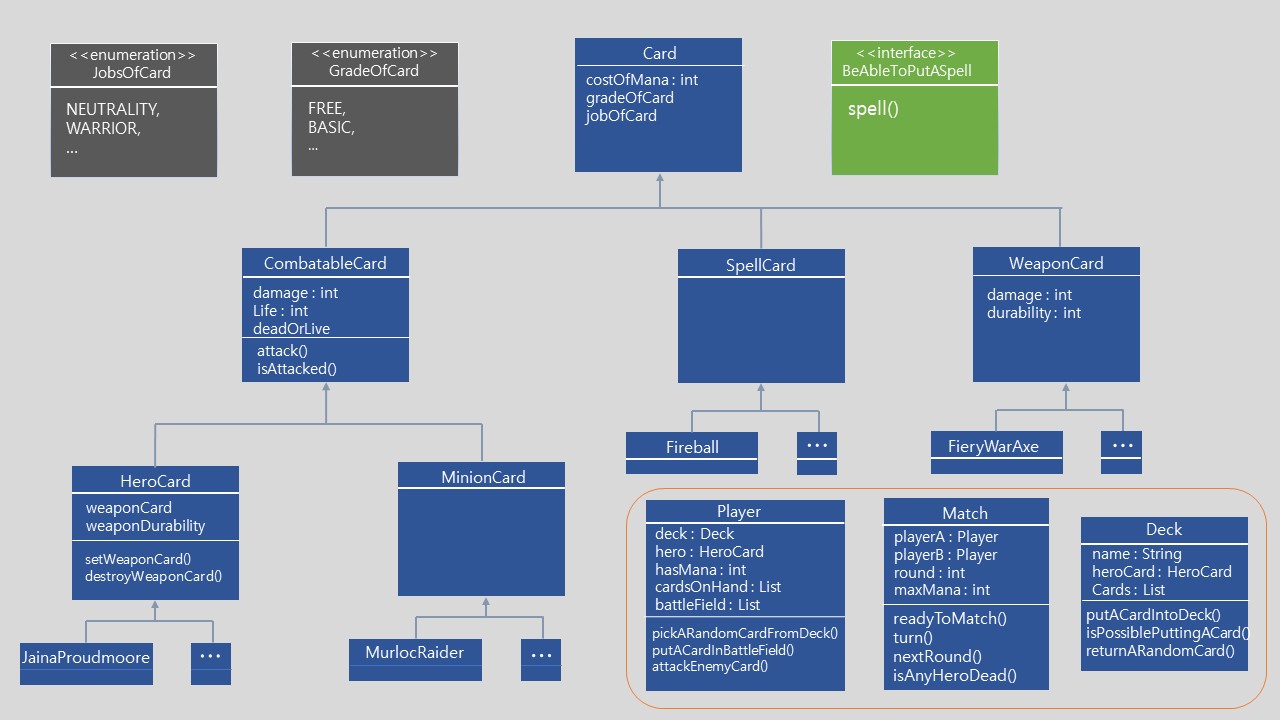 <<enumeration>>
JobsOfCard
NEUTRALITY,
WARRIOR,
...
<<enumeration>>
GradeOfCard
FREE,
BASIC,
...
Card
costOfMana : int
gradeOfCard
jobOfCard
<<interface>>
BeAbleToPutASpell
spell()
CombatableCard
damage : int
Life : int
deadOrLive
attack()
isAttacked()
SpellCard
WeaponCard
damage : int
durability : int
Fireball
...
FieryWarAxe
...
HeroCard
weaponCard
weaponDurability
setWeaponCard()
destroyWeaponCard()
MinionCard
JainaProudmoore
...
MurlocRaider
...
Player
deck : Deck
hero : HeroCard
hasMana : int
cardsOnHand : List
battleField : List
pickARandomCardFromDeck()
putACardInBattleField()
attackEnemyCard()
Match
playerA : Player
playerB : Player
round : int
maxMana : int
readyToMatch()
turn()
nextRound()
isAnyHeroDead()
Deck
name : String
heroCard : HeroCard
Cards : List
putACardIntoDeck()
isPossiblePuttingACard()
returnARandomCard()